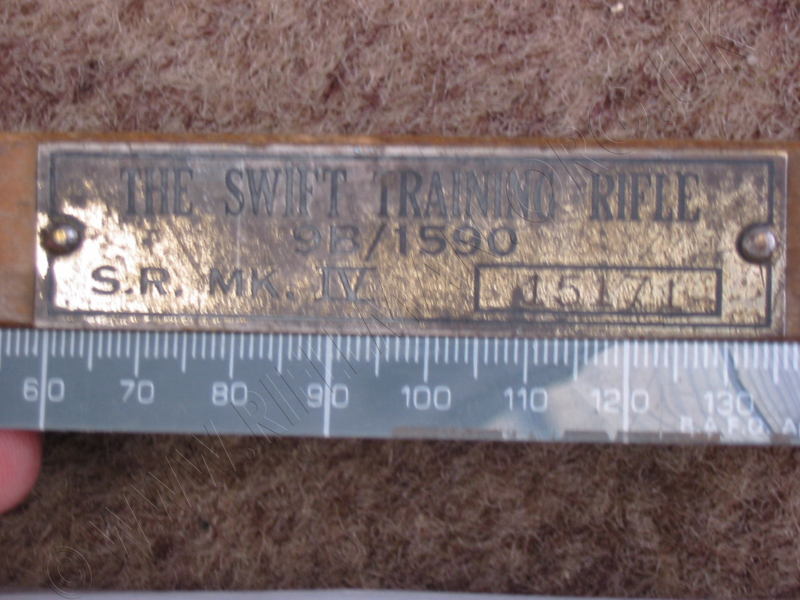 THE SWIFT TRAINING RIFLE
9B/1590
S.R. MK. IV 15171
60 70 80 90 100 110 120 130